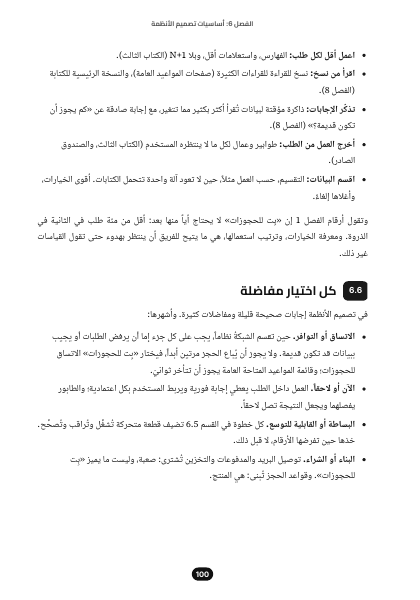 الفصل 6: أساسيات تصميم الأنظمة
• اعمل أقل لكل طلب: الفهارس، واستعلامات أقل، وبلا N+1 (الكتاب الثالث).
• اقرأ من نسخ: نسخ للقراءة للقراءات الكثيرة (صفحات المواعيد العامة)، والنسخة الرئيسية للكتابة
(الفصل 8).
• تذكّر الإجابات: ذاكرة مؤقتة لبيانات تُقرأ أكثر بكثير مما تتغير، مع إجابة صادقة عن «كم يجوز أن
تكون قديمة؟» (الفصل 8).
• أخرج العمل من الطلب: طوابير وعمال لكل ما لا ينتظره المستخدم (الكتاب الثالث، والصندوق
الصادر).
• اقسم البيانات: التقسيم، حسب العمل مثلاً، حين لا تعود آلة واحدة تتحمل الكتابات. أقوى الخيارات،
وأغلاها إلغاءً.
وتقول أرقام الفصل 1 إن «بِت للحجوزات» لا يحتاج أياً منها بعد: أقل من مئة طلب في الثانية في
الذروة. ومعرفة الخيارات، وترتيب استعمالها، هي ما يتيح للفريق أن ينتظر بهدوء حتى تقول القياسات
غير ذلك.
6.6 كل اختيار مفاضلة
في تصميم الأنظمة إجابات صحيحة قليلة ومفاضلات كثيرة. وأشهرها:
• الاتساق أو التوافر. حين تقسم الشبكةُ نظاماً، يجب على كل جزء إما أن يرفض الطلبات أو يجيب
ببيانات قد تكون قديمة. ولا يجوز أن يُباع الحجز مرتين أبداً، فيختار «بِت للحجوزات» الاتساق
للحجوزات؛ وقائمة المواعيد المتاحة العامة يجوز أن تتأخر ثوانيَ.
• الآن أو لاحقاً. العمل داخل الطلب يعطي إجابة فورية ويربط المستخدم بكل اعتمادية؛ والطابور
يفصلهما ويجعل النتيجة تصل لاحقاً.
• البساطة أو القابلية للتوسع. كل خطوة في القسم 6.5 تضيف قطعة متحركة تُشغَّل وتُراقب وتُصحَّح.
خذها حين تفرضها الأرقام، لا قبل ذلك.
• البناء أو الشراء. توصيل البريد والمدفوعات والتخزين تُشترى: صعبة، وليست ما يميز «بِت
للحجوزات». وقواعد الحجز تُبنى: هي المنتج.
100